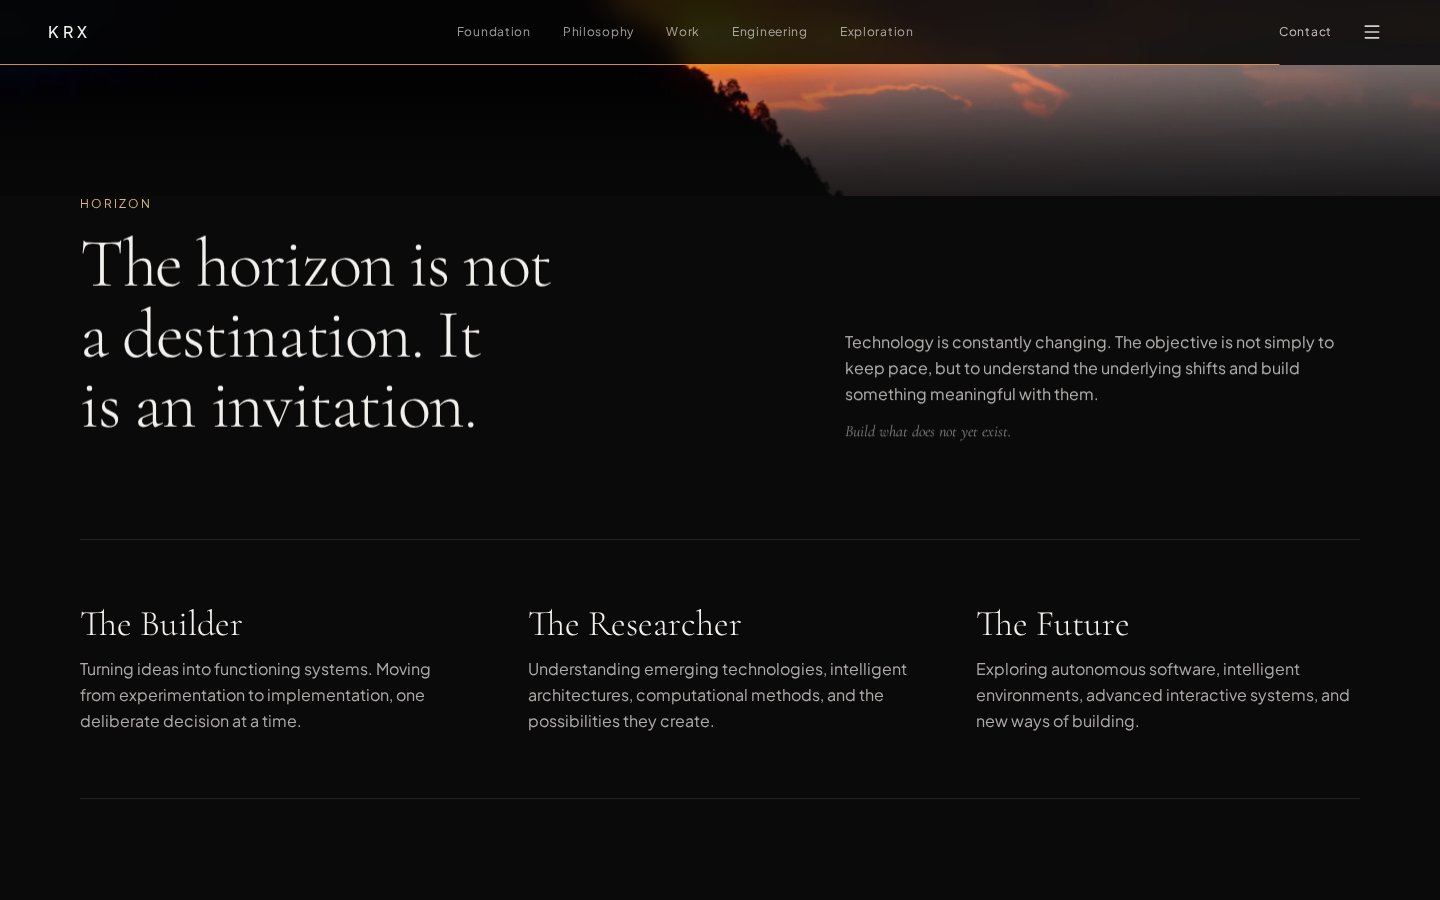 KRX
Foundation Philosophy Work Engineering Exploration
Contact
HORIZON
The horizon is not
a destination. It
is an invitation.
Technology is constantly changing. The objective is not simply to
keep pace, but to understand the underlying shifts and build
something meaningful with them.
Build what does not yet exist.
The Builder
Turning ideas into functioning systems. Moving
from experimentation to implementation, one
deliberate decision at a time.
The Researcher
Understanding emerging technologies, intelligent
architectures, computational methods, and the
possibilities they create.
The Future
Exploring autonomous software, intelligent
environments, advanced interactive systems, and
new ways of building.